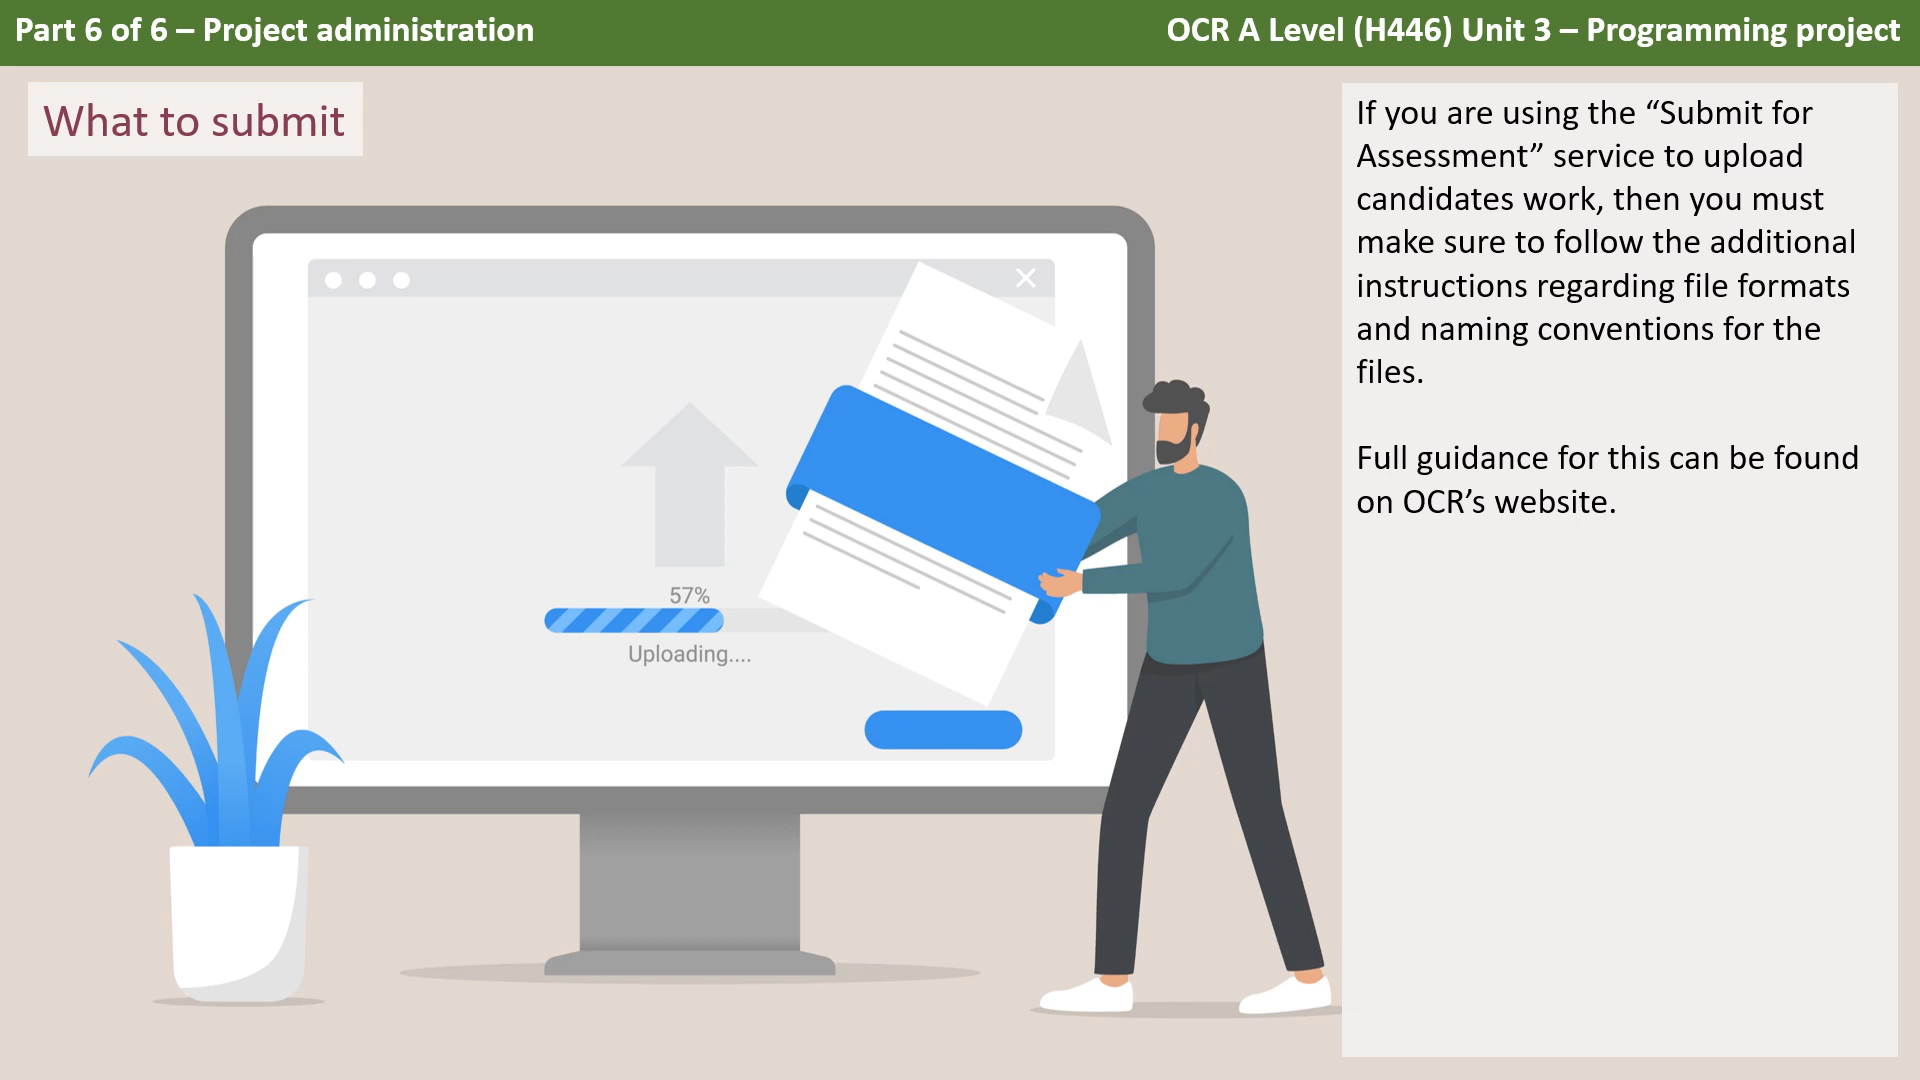 Part 6 of 6 – Project administration
OCR A Level (H446) Unit 3 – Programming project
What to submit
If you are using the “Submit for
Assessment” service to upload
candidates work, then you must
make sure to follow the additional
instructions regarding file formats
and naming conventions for the
files.
Full guidance for this can be found
on OCR’s website.
57%
Uploading....